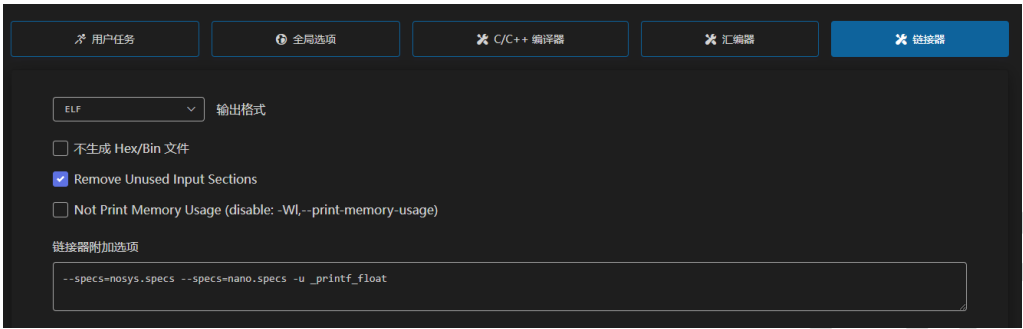 用户任务
全局选项
C/C++ 编译器
汇编器
链接器
ELF
输出格式
不生成 Hex/Bin 文件
Remove Unused Input Sections
Not Print Memory Usage (disable: -Wl,--print-memory-usage)
链接器附加选项
--specs=nosys.specs --specs=nano.specs -u _printf_float